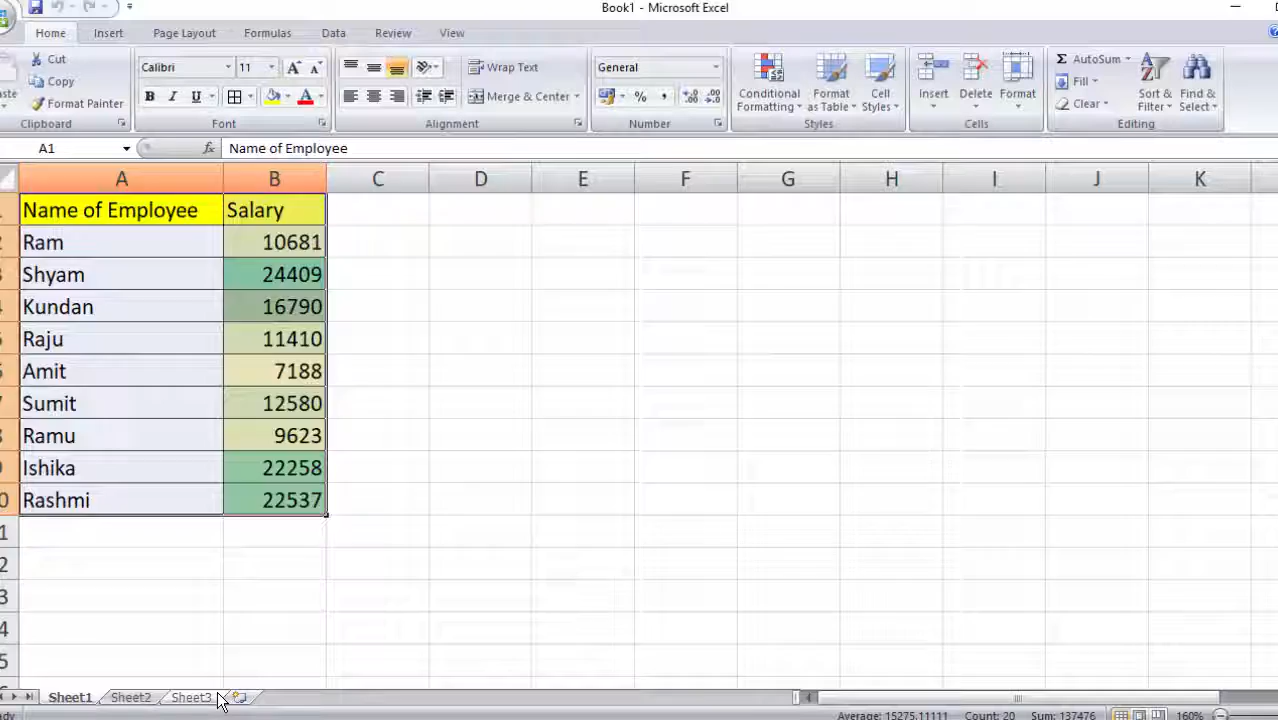 Book1 - Microsoft Excel
Home Insert Page Layout Formulas Data Review View
Cut
Copy
Format Painter
Clipboard
Calibri 11 A A
B I U A
Font
Wrap Text
Merge & Center
Alignment
General
% ,
Number
Conditional Formatting
Format as Table
Cell Styles
Styles
Insert Delete Format
Cells
Σ AutoSum
Fill
Clear
Sort & Filter
Find & Select
Editing
A1 fx Name of Employee
A B C D E F G H I J K
Name of Employee Salary
Ram 10681
Shyam 24409
Kundan 16790
Raju 11410
Amit 7188
Sumit 12580
Ramu 9623
Ishika 22258
Rashmi 22537
Sheet1 Sheet2 Sheet3
Average: 15275.11111 Count: 20 Sum: 137476 160%